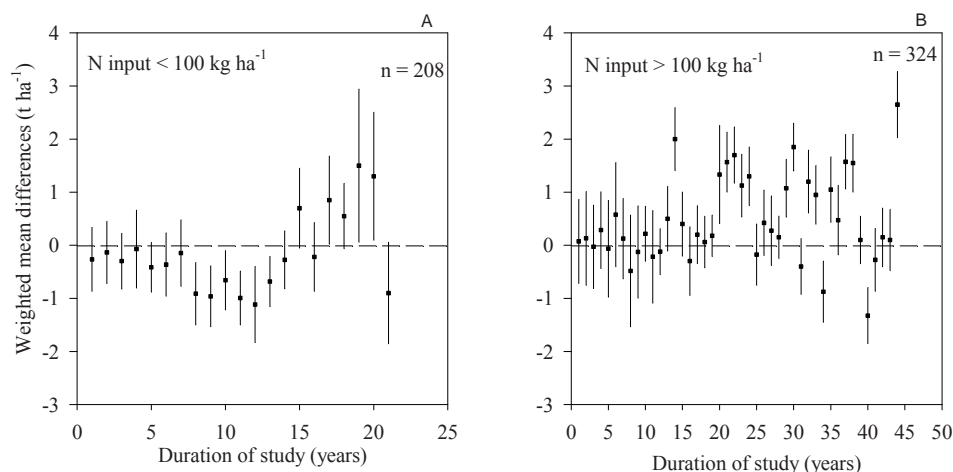 A
N input < 100 kg ha⁻¹
n = 208
Weighted mean differences (t ha⁻¹)
4
3
2
1
0
-1
-2
-3
0 5 10 15 20 25
Duration of study (years)
B
N input > 100 kg ha⁻¹
n = 324
4
3
2
1
0
-1
-2
-3
0 5 10 15 20 25 30 35 40 45 50
Duration of study (years)